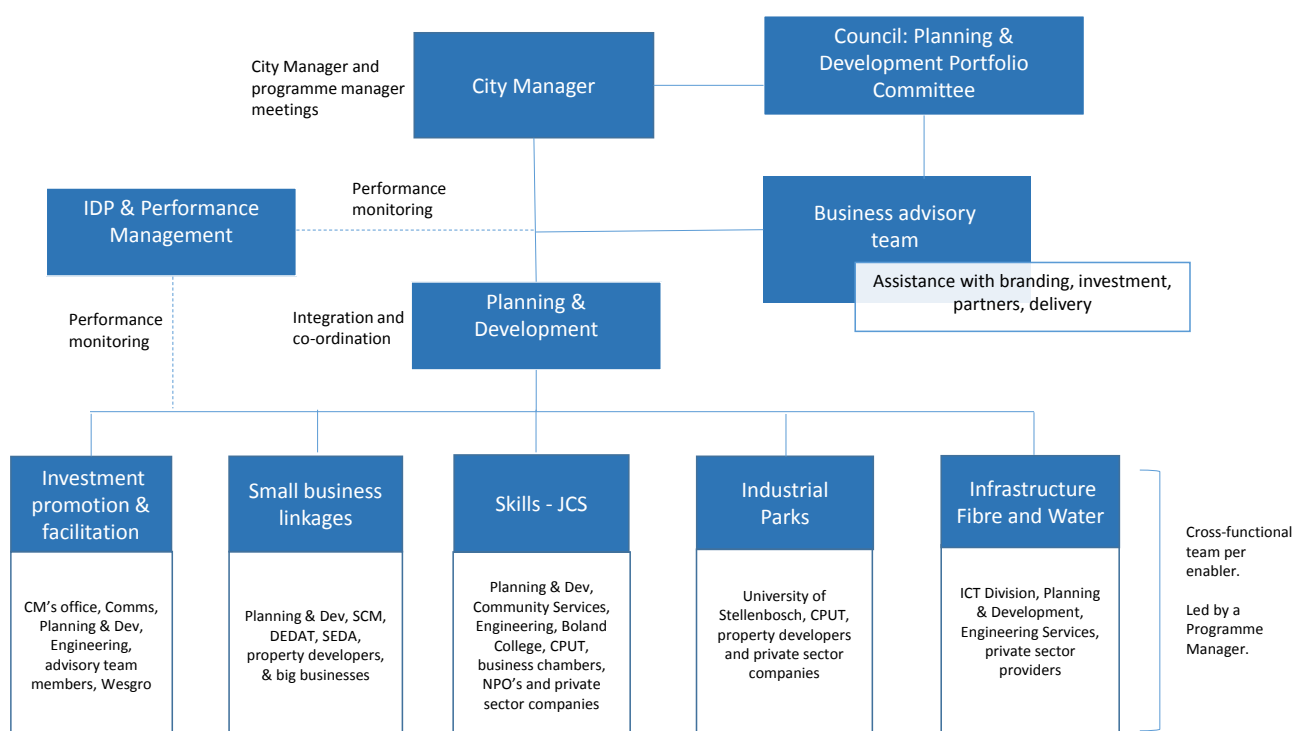 City Manager and
programme manager
meetings
City Manager
Council: Planning &
Development Portfolio
Committee
IDP & Performance
Management
Performance
monitoring
Business advisory
team
Assistance with branding, investment,
partners, delivery
Performance
monitoring
Integration and
co-ordination
Planning &
Development
Investment
promotion &
facilitation
CM’s office, Comms,
Planning & Dev,
Engineering,
advisory team
members, Wesgro
Small business
linkages
Planning & Dev, SCM,
DEDAT, SEDA,
property developers,
& big businesses
Skills - JCS
Planning & Dev,
Community Services,
Engineering, Boland
College, CPUT,
business chambers,
NPO’s and private
sector companies
Industrial
Parks
University of
Stellenbosch, CPUT,
property developers
and private sector
companies
Infrastructure
Fibre and Water
ICT Division, Planning
& Development,
Engineering Services,
private sector
providers
Cross-functional
team per
enabler.
Led by a
Programme
Manager.